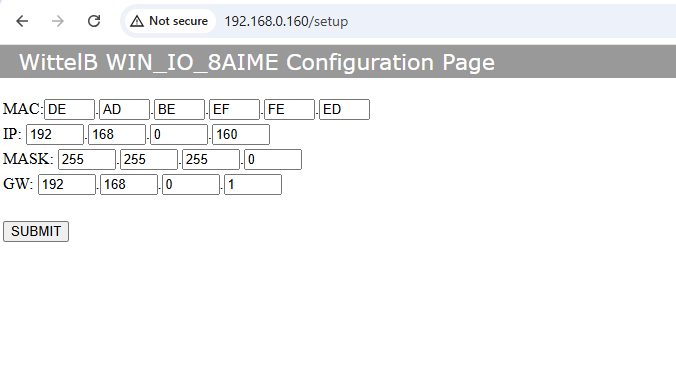 Not secure 192.168.0.160/setup
WittelB WIN_IO_8AIME Configuration Page
MAC: DE . AD . BE . EF . FE . ED
IP: 192 . 168 . 0 . 160
MASK: 255 . 255 . 255 . 0
GW: 192 . 168 . 0 . 1
SUBMIT